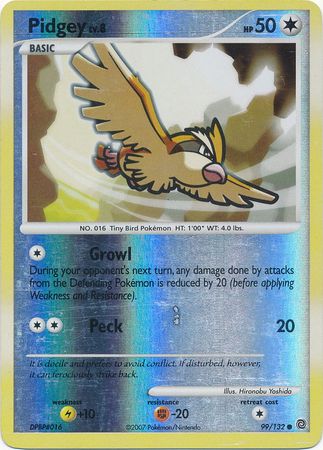 Pidgey LV.8 HP 50
BASIC
NO. 016 Tiny Bird Pokémon HT: 1'00" WT: 4.0 lbs.
Growl
During your opponent's next turn, any damage done by attacks
from the Defending Pokémon is reduced by 20 (before applying
Weakness and Resistance).
Peck 20
It is docile and prefers to avoid conflict. If disturbed, however,
it can ferociously strike back.
Illus. Hironobu Yoshida
weakness resistance retreat cost
+10 -20
DPBP#016 ©2007 Pokémon/Nintendo 99/132